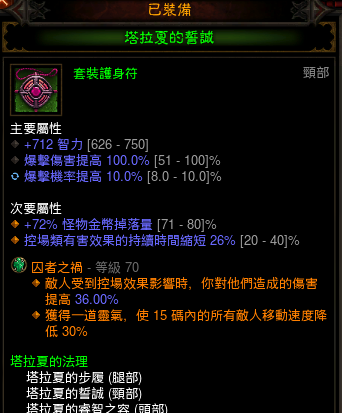 已裝備
塔拉夏的誓誡
套裝護身符 頸部
主要屬性
+712 智力 [626 - 750]
爆擊傷害提高 100.0% [51 - 100]%
爆擊機率提高 10.0% [8.0 - 10.0]%
次要屬性
+72% 怪物金幣掉落量 [71 - 80]%
控場類有害效果的持續時間縮短 26% [20 - 40]%
囚者之禍 - 等級 70
敵人受到控場效果影響時，你對他們造成的傷害
提高 36.00%
獲得一道靈氣，使 15 碼內的所有敵人移動速度降
低 30%
塔拉夏的法理
塔拉夏的步履 (腿部)
塔拉夏的誓誡 (頸部)
塔拉夏的睿智之容 (頭部)